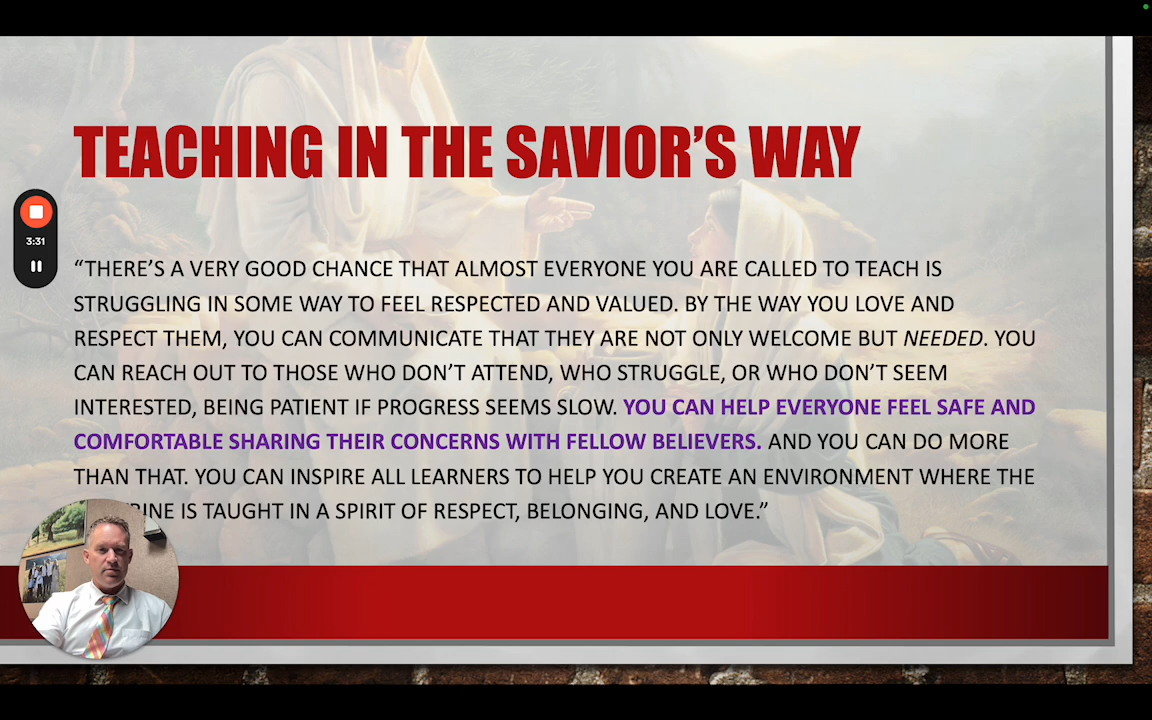 TEACHING IN THE SAVIOR’S WAY
3:31
“THERE’S A VERY GOOD CHANCE THAT ALMOST EVERYONE YOU ARE CALLED TO TEACH IS
STRUGGLING IN SOME WAY TO FEEL RESPECTED AND VALUED. BY THE WAY YOU LOVE AND
RESPECT THEM, YOU CAN COMMUNICATE THAT THEY ARE NOT ONLY WELCOME BUT NEEDED. YOU
CAN REACH OUT TO THOSE WHO DON’T ATTEND, WHO STRUGGLE, OR WHO DON’T SEEM
INTERESTED, BEING PATIENT IF PROGRESS SEEMS SLOW. YOU CAN HELP EVERYONE FEEL SAFE AND
COMFORTABLE SHARING THEIR CONCERNS WITH FELLOW BELIEVERS. AND YOU CAN DO MORE
THAN THAT. YOU CAN INSPIRE ALL LEARNERS TO HELP YOU CREATE AN ENVIRONMENT WHERE THE
IS TAUGHT IN A SPIRIT OF RESPECT, BELONGING, AND LOVE.”